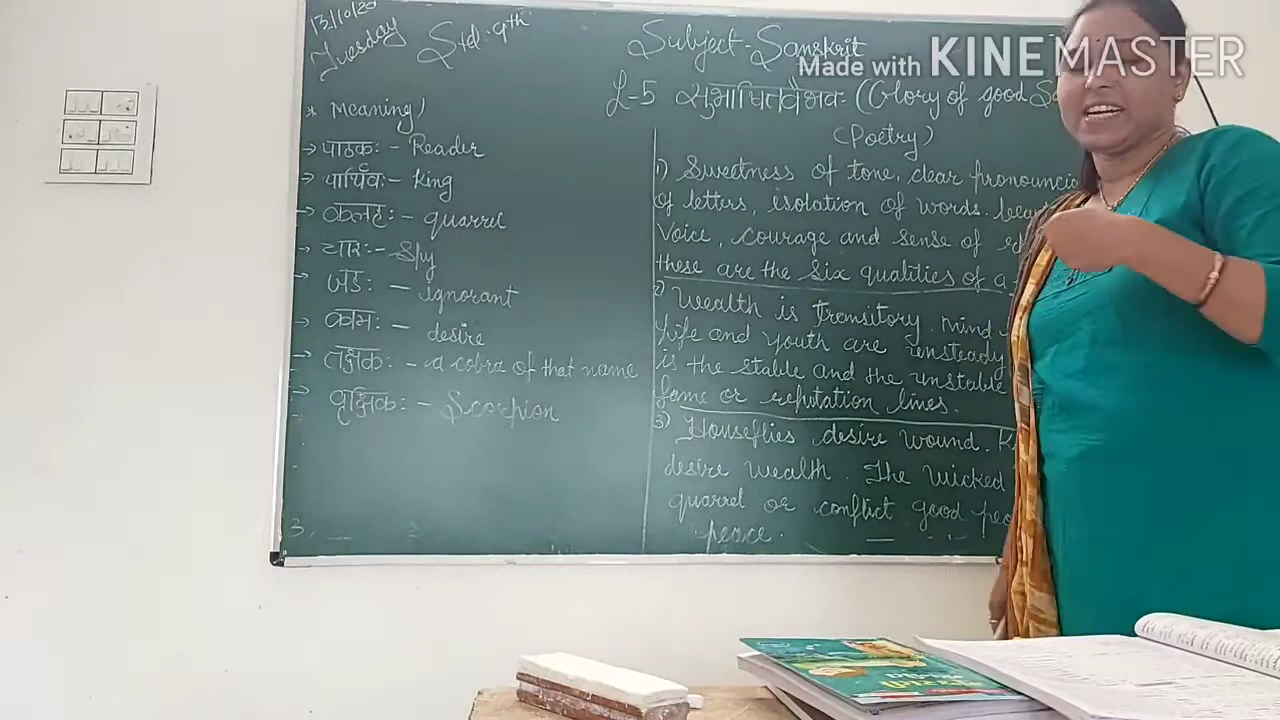 13/10/20
Tuesday
Std - 9th
Subject - Sanskrit
Made with KINEMASTER
L-5 सुभाषितवैभवः (Glory of good
(Poetry)
* Meaning)
→ पाठकः - Reader
→ पार्थिवः - King
→ कलहः - quarrel
→ चारः - Spy
→ जडः - ignorant
→ कामः - desire
→ तक्षकः - a cobra of that name
→ वृश्चिकः - Scorpion
1) Sweetness of tone, clear pronouncia
of letters, isolation of words.
Voice, courage and sense of
these are the six qualities of a
2) Wealth is transitory. mind
life and youth are unsteady
is the stable and the unstable
fame or reputation lines.
3) Houseflies desire wound.
desire wealth. The wicked
quarrel or conflict good
peace.